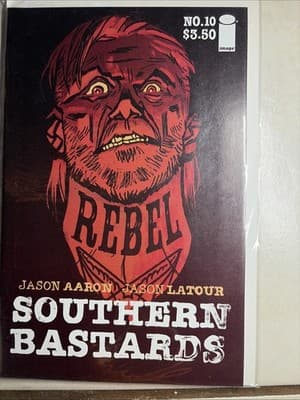 NO.10
$3.50
image
REBEL
JASON AARON JASON LATOUR
SOUTHERN
BASTARDS